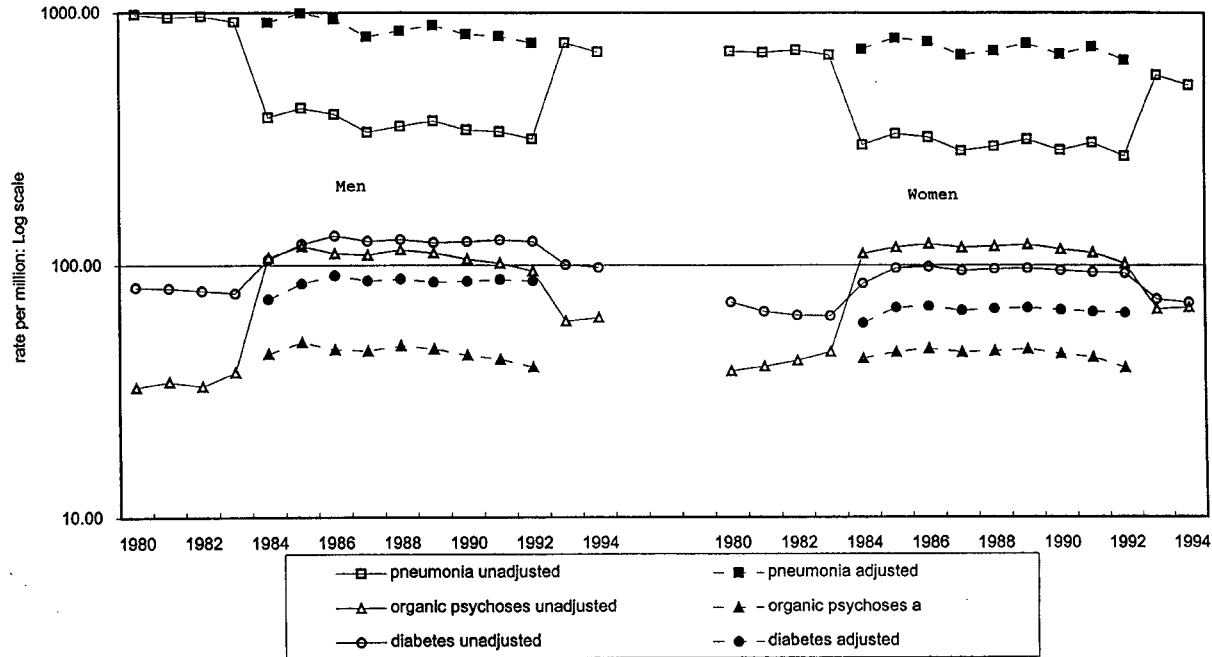 1000.00
Men
Women
rate per million: Log scale
100.00
10.00
1980 1982 1984 1986 1988 1990 1992 1994 1980 1982 1984 1986 1988 1990 1992 1994
pneumonia unadjusted
pneumonia adjusted
organic psychoses unadjusted
organic psychoses a
diabetes unadjusted
diabetes adjusted